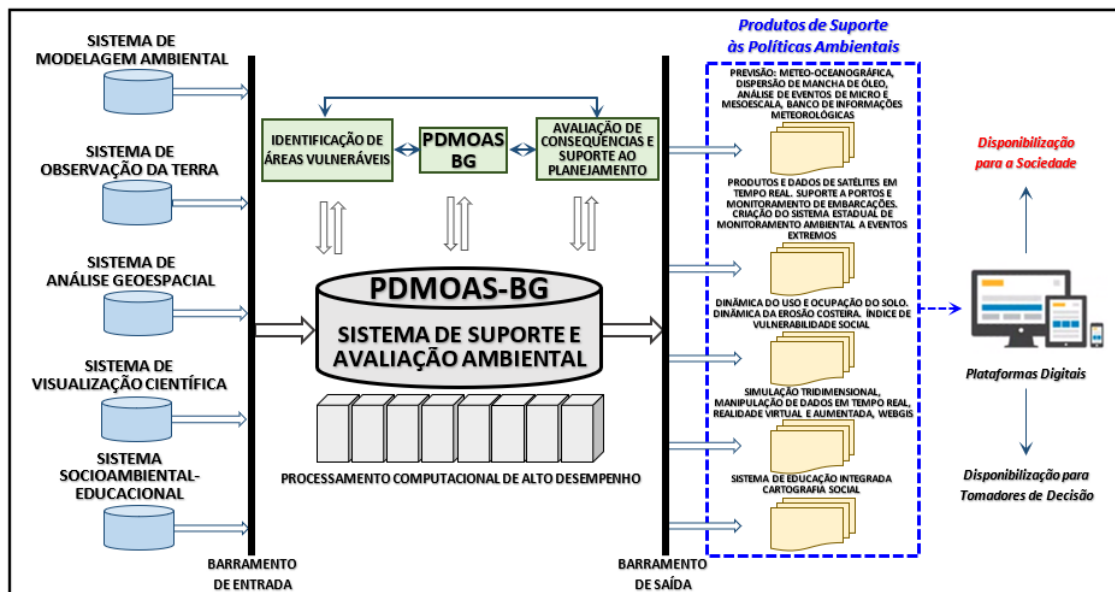 SISTEMA DE
MODELAGEM AMBIENTAL
SISTEMA DE
OBSERVAÇÃO DA TERRA
SISTEMA DE
ANÁLISE GEOESPACIAL
SISTEMA DE
VISUALIZAÇÃO CIENTÍFICA
SISTEMA
SOCIOAMBIENTAL-
EDUCACIONAL
BARRAMENTO
DE ENTRADA
IDENTIFICAÇÃO DE
ÁREAS VULNERÁVEIS
PDMOAS
BG
AVALIAÇÃO DE
CONSEQUENCIAS E
SUPORTE AO
PLANEJAMENTO
PDMOAS-BG
SISTEMA DE SUPORTE E
AVALIAÇÃO AMBIENTAL
PROCESSAMENTO COMPUTACIONAL DE ALTO DESEMPENHO
BARRAMENTO
DE SAÍDA
Produtos de Suporte
às Políticas Ambientais
PREVISÃO: METEO-OCEANOGRÁFICA,
DISPERSÃO DE MANCHA DE ÓLEO,
ANÁLISE DE EVENTOS DE MICRO E
MESOESCALA, BANCO DE INFORMAÇÕES
METEOROLÓGICAS
PRODUTOS E DADOS DE SATÉLITES EM
TEMPO REAL. SUPORTE A PORTOS E
MONITORAMENTO DE EMBARCAÇÕES.
CRIAÇÃO DO SISTEMA ESTADUAL DE
MONITORAMENTO AMBIENTAL A EVENTOS
EXTREMOS
DINÂMICA DO USO E OCUPAÇÃO DO SOLO.
DINÂMICA DA EROSÃO COSTEIRA. ÍNDICE DE
VULNERABILIDADE SOCIAL
SIMULAÇÃO TRIDIMENSIONAL,
MANIPULAÇÃO DE DADOS EM TEMPO REAL,
REALIDADE VIRTUAL E AUMENTADA, WEBGIS
SISTEMA DE EDUCAÇÃO INTEGRADA
CARTOGRAFIA SOCIAL
Disponibilização
para a Sociedade
Plataformas Digitais
Disponibilização para
Tomadores de Decisão